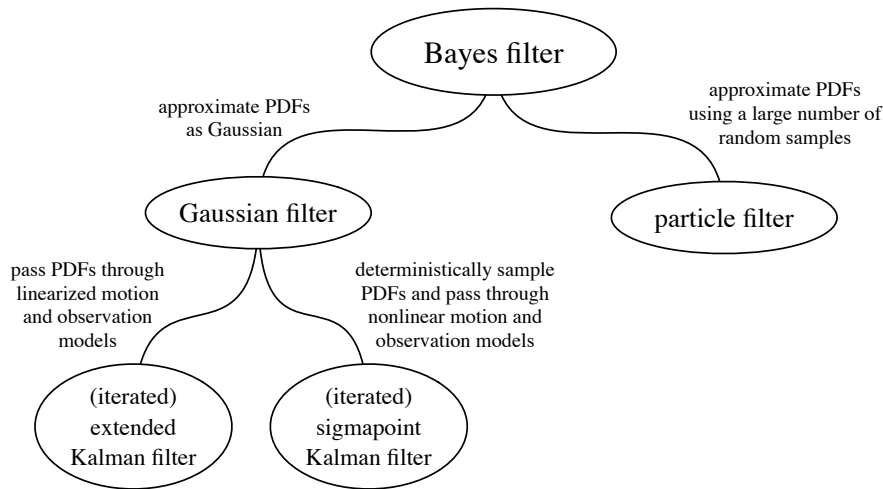 Bayes filter
approximate PDFs
as Gaussian
approximate PDFs
using a large number of
random samples
Gaussian filter
particle filter
pass PDFs through
linearized motion
and observation
models
deterministically sample
PDFs and pass through
nonlinear motion and
observation models
(iterated)
extended
Kalman filter
(iterated)
sigmapoint
Kalman filter